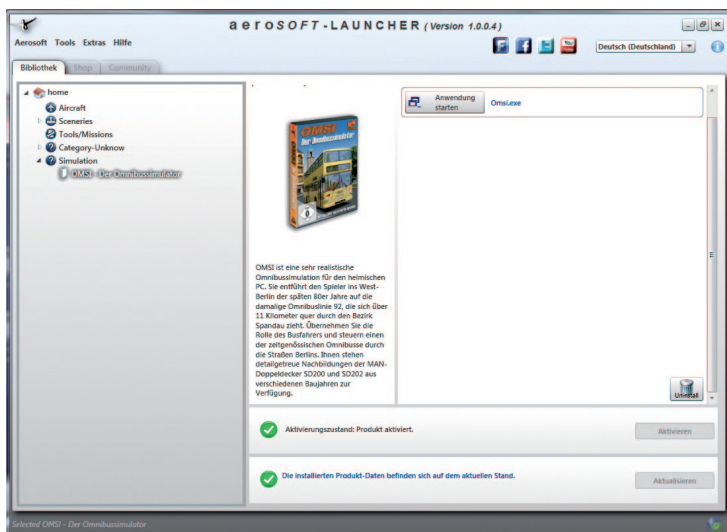 aeroSOFT-LAUNCHER (Version 1.0.0.4)
Aerosoft Tools Extras Hilfe
Deutsch (Deutschland)
Bibliothek Shop Community
home
Aircraft
Sceneries
Tools/Missions
Category-Unknow
Simulation
OMSI - Der Omnibussimulator
OMSI
Der Omnibussimulator
OMSI ist eine sehr realistische
Omnibussimulation für den heimischen
PC. Sie entführt den Spieler ins West-
Berlin der späten 80er Jahre auf die
damalige Omnibuslinie 92, die sich über
11 Kilometer quer durch den Bezirk
Spandau zieht. Übernehmen Sie die
Rolle des Busfahrers und steuern einen
der zeitgenössischen Omnibusse durch
die Straßen Berlins. Ihnen stehen
detailgetreue Nachbildungen der MAN-
Doppeldecker SD200 und SD202 aus
verschiedenen Baujahren zur
Verfügung.
Anwendung
starten
Omsi.exe
Uninstall
Aktivierungszustand: Produkt aktiviert.
Aktivieren
Die installierten Produkt-Daten befinden sich auf dem aktuellen Stand.
Aktualisieren
Selected OMSI - Der Omnibussimulator